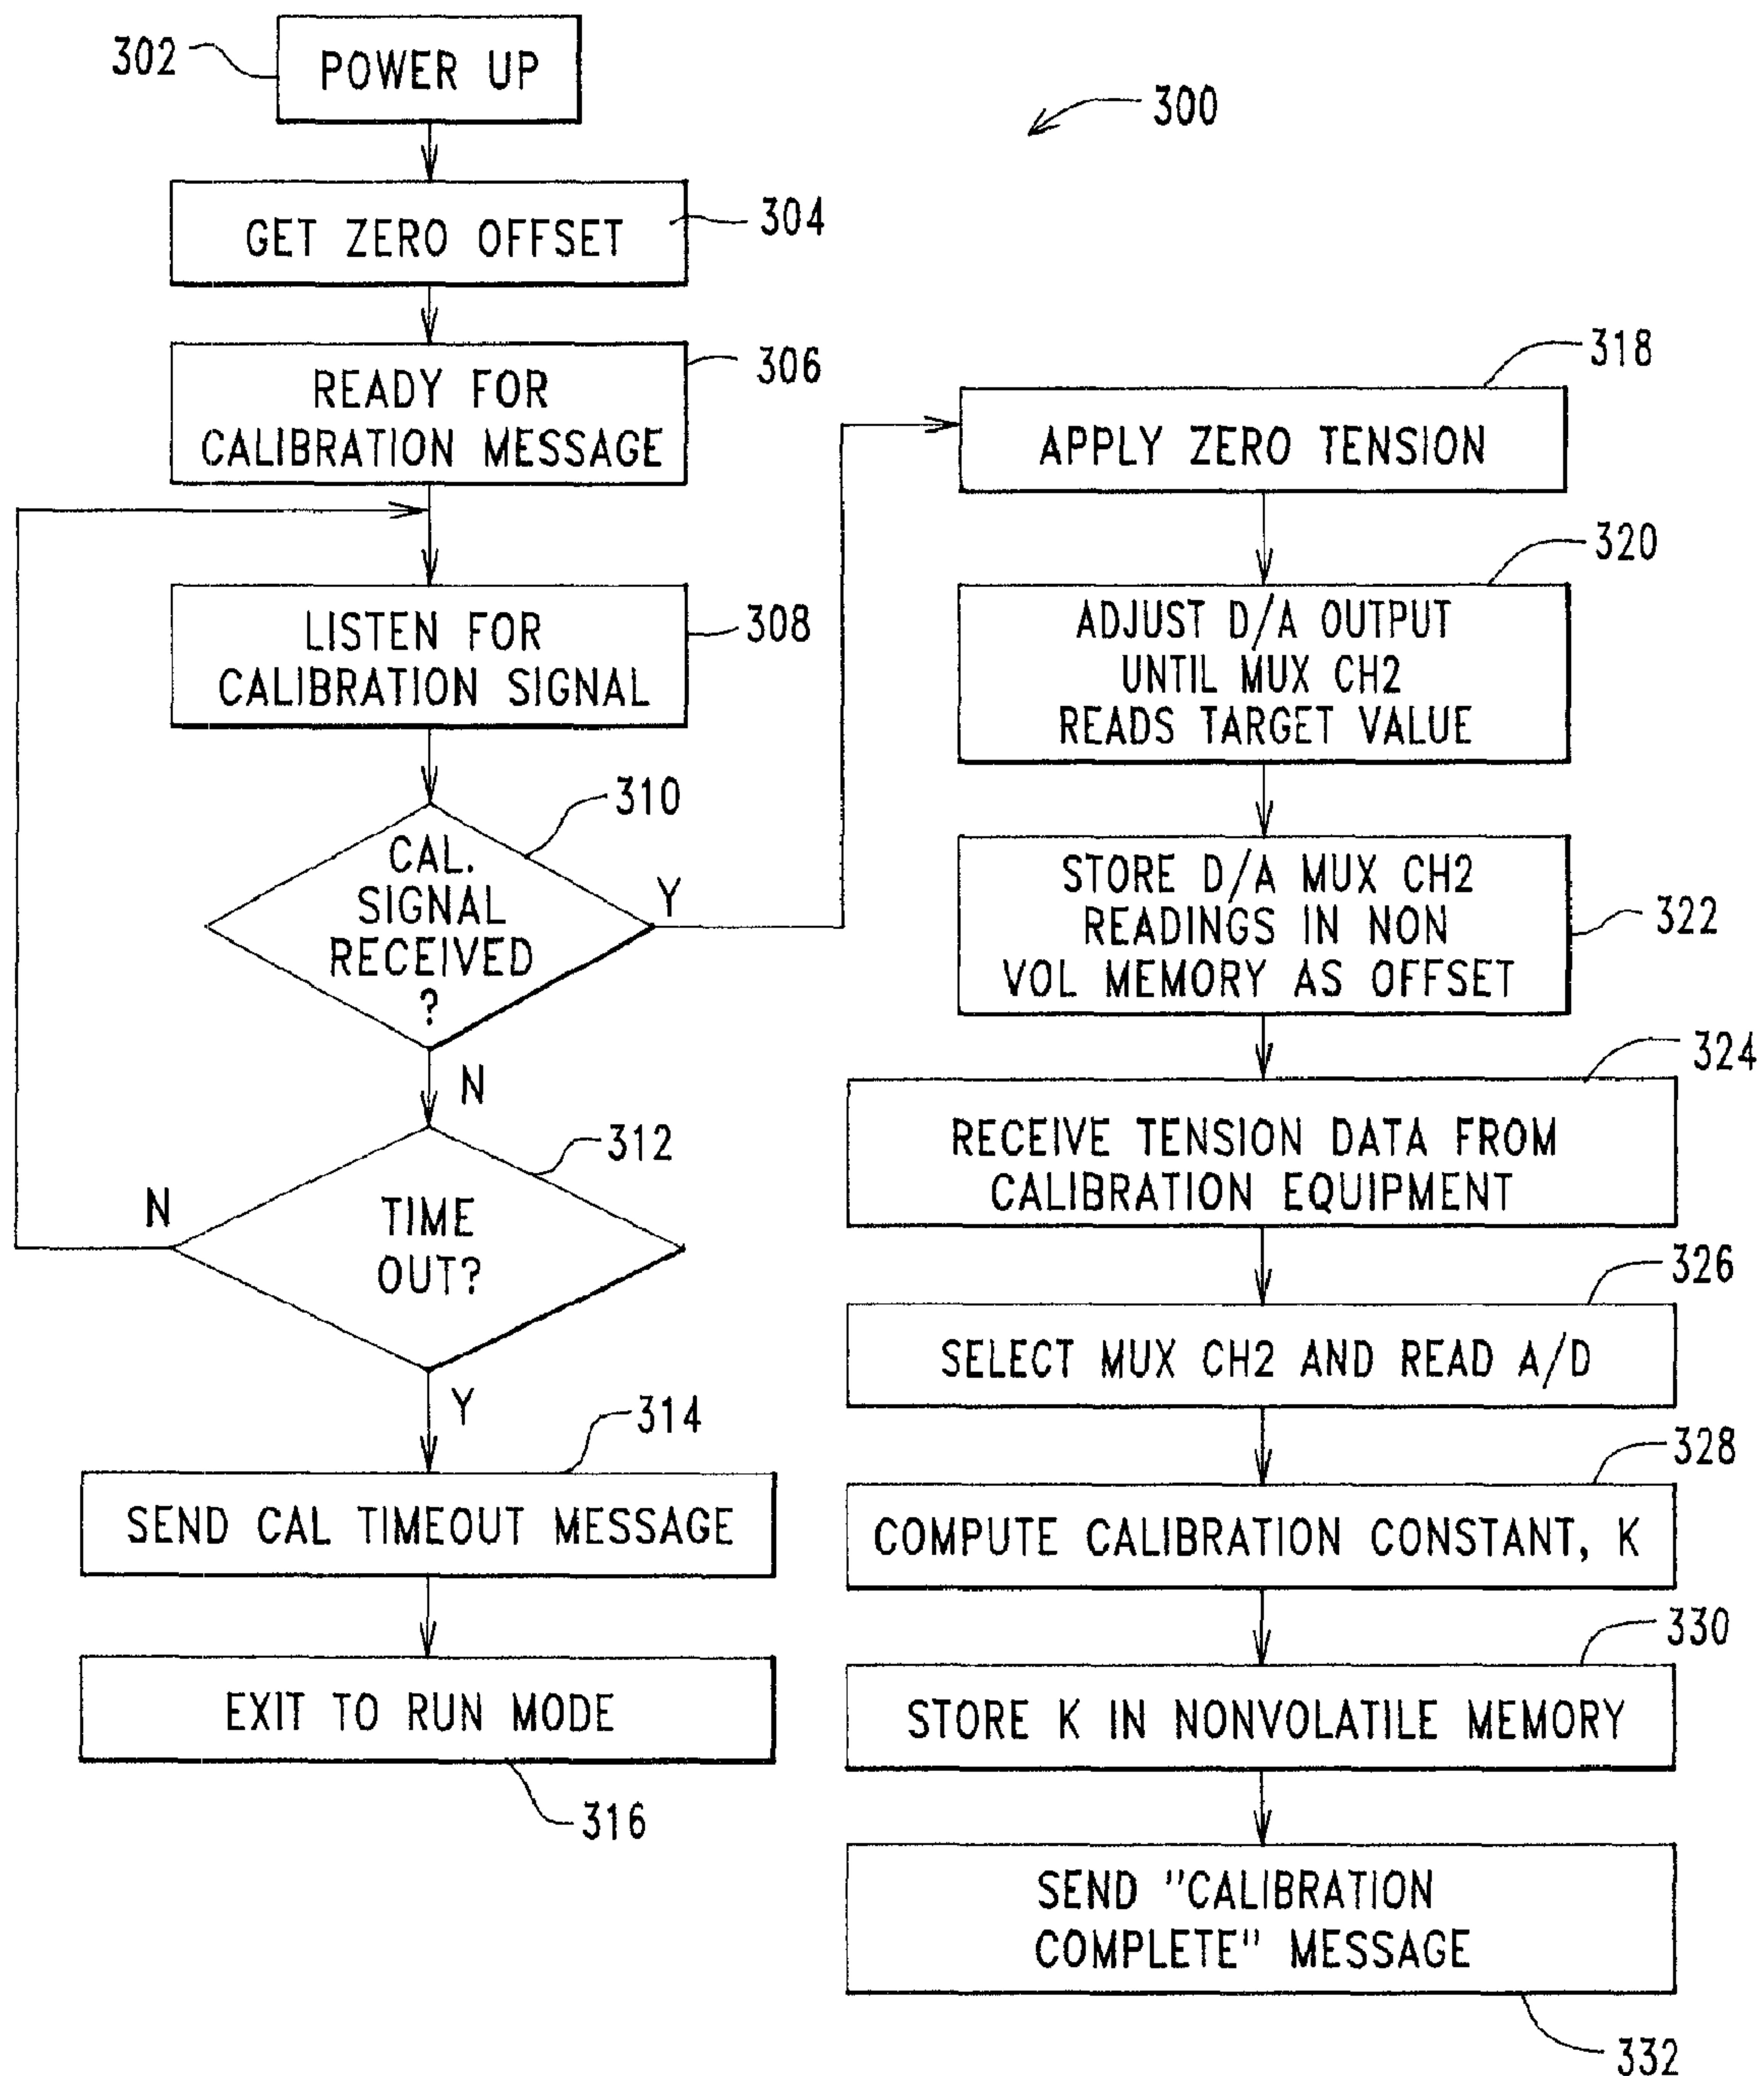 302
POWER UP
300
GET ZERO OFFSET
304
READY FOR
CALIBRATION MESSAGE
306
LISTEN FOR
CALIBRATION SIGNAL
308
CAL.
SIGNAL
RECEIVED
?
310
Y
N
TIME
OUT?
312
N
Y
SEND CAL TIMEOUT MESSAGE
314
EXIT TO RUN MODE
316
318
APPLY ZERO TENSION
320
ADJUST D/A OUTPUT
UNTIL MUX CH2
READS TARGET VALUE
STORE D/A MUX CH2
READINGS IN NON
VOL MEMORY AS OFFSET
322
324
RECEIVE TENSION DATA FROM
CALIBRATION EQUIPMENT
326
SELECT MUX CH2 AND READ A/D
328
COMPUTE CALIBRATION CONSTANT, K
330
STORE K IN NONVOLATILE MEMORY
SEND "CALIBRATION
COMPLETE" MESSAGE
332